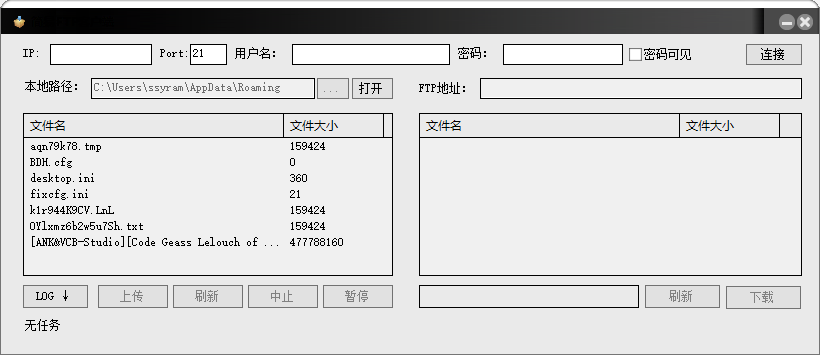 IP: Port: 21 用户名: 密码: 密码可见 连接
本地路径: C:\Users\ssyram\AppData\Roaming ... 打开 FTP地址:
文件名 文件大小 文件名 文件大小
aqn79k78.tmp 159424
BDH.cfg 0
desktop.ini 360
fixcfg.ini 21
k1r944K9CV.LnL 159424
OYlxmz6b2w5u7Sh.txt 159424
[ANK&VCB-Studio][Code Geass Lelouch of ... 477788160
LOG ↓ 上传 刷新 中止 暂停 刷新 下载
无任务